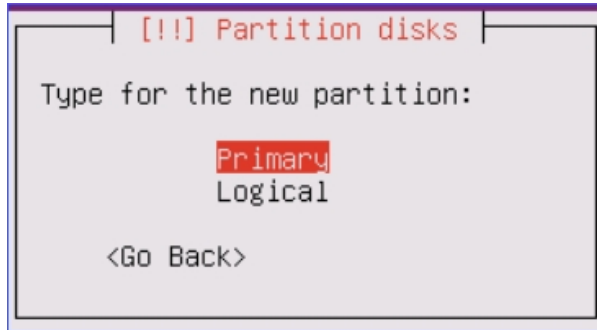 [!!] Partition disks
Type for the new partition:
Primary
Logical
<Go Back>